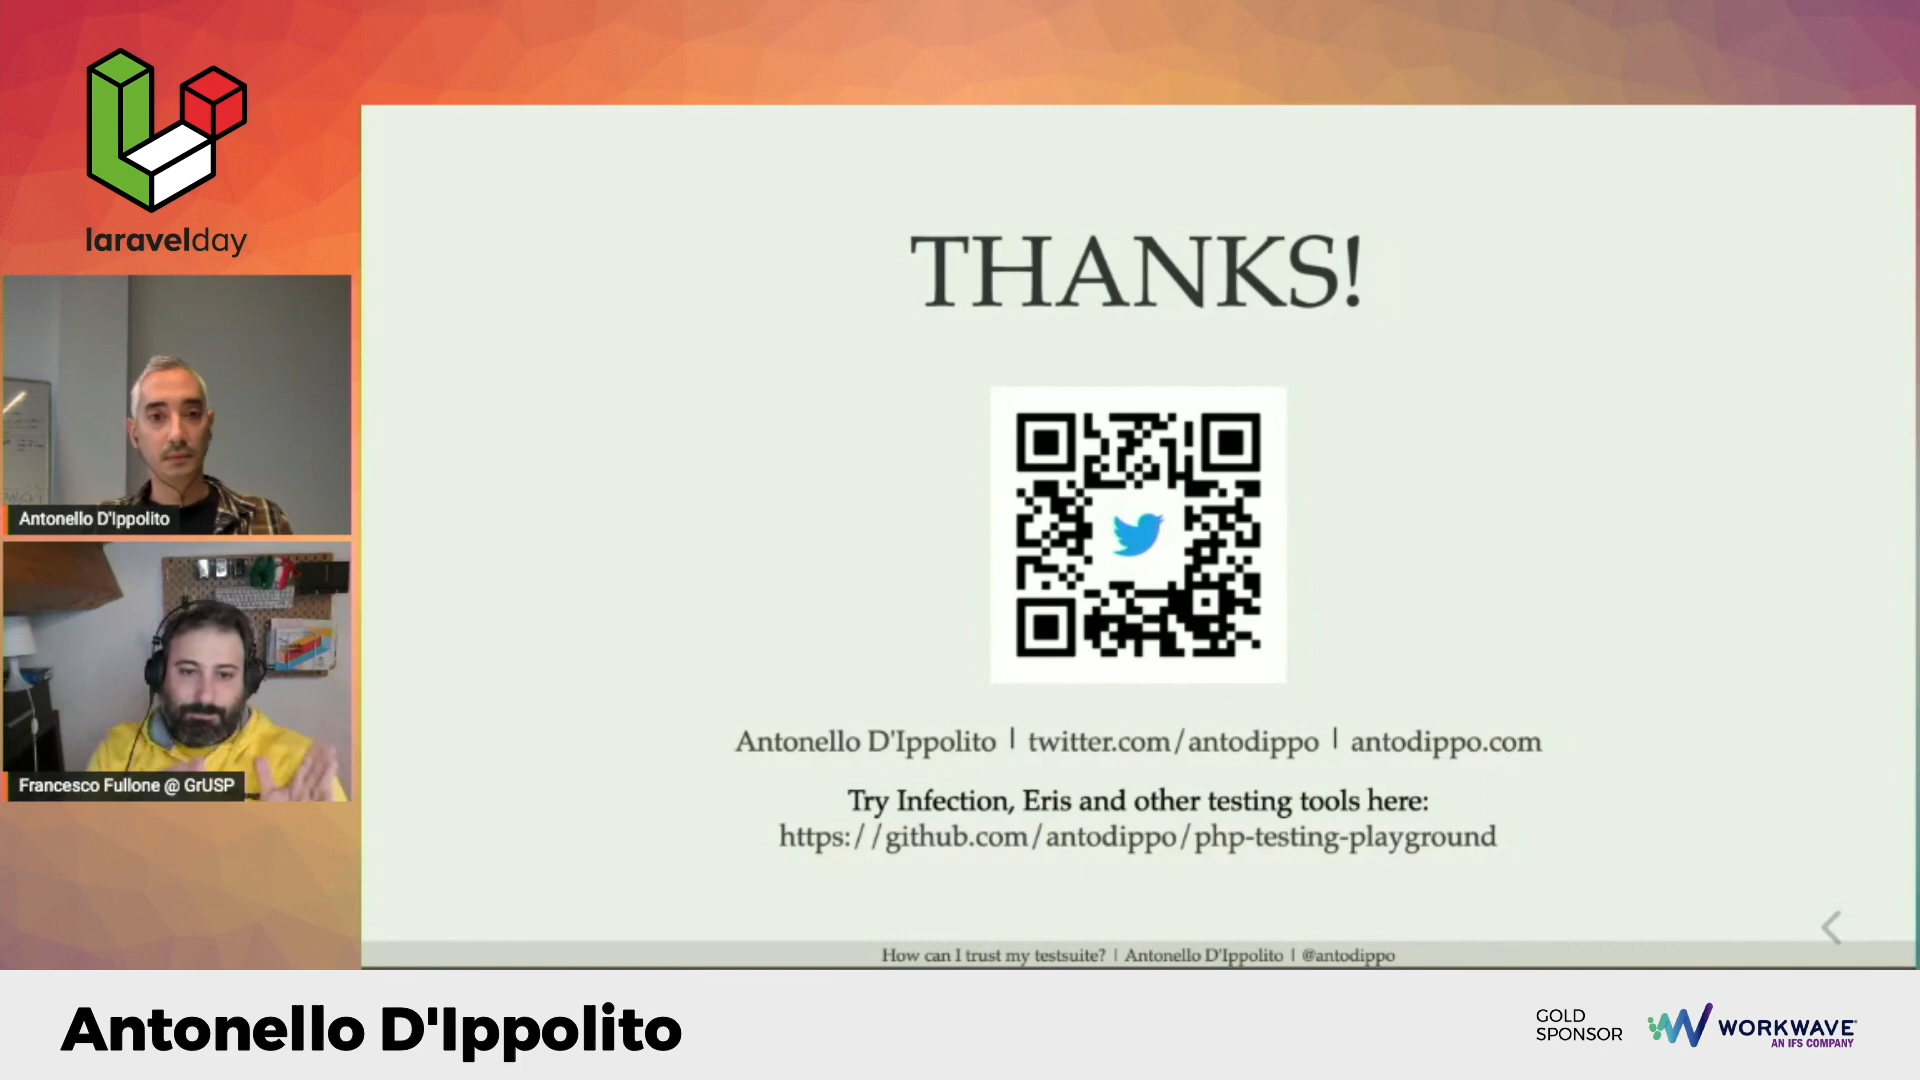 laravelday
Antonello D'Ippolito
Francesco Fullone @ GrUSP
THANKS!
Antonello D'Ippolito | twitter.com/antodippo | antodippo.com
Try Infection, Eris and other testing tools here:
https://github.com/antodippo/php-testing-playground
How can I trust my testsuite? | Antonello D'Ippolito | @antodippo
Antonello D'Ippolito
GOLD
SPONSOR
WORKWAVE
AN IFS COMPANY